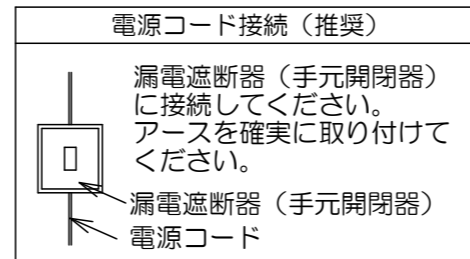 電源コード接続（推奨）
漏電遮断器（手元開閉器）
に接続してください。
アースを確実に取り付けて
ください。
漏電遮断器（手元開閉器）
電源コード